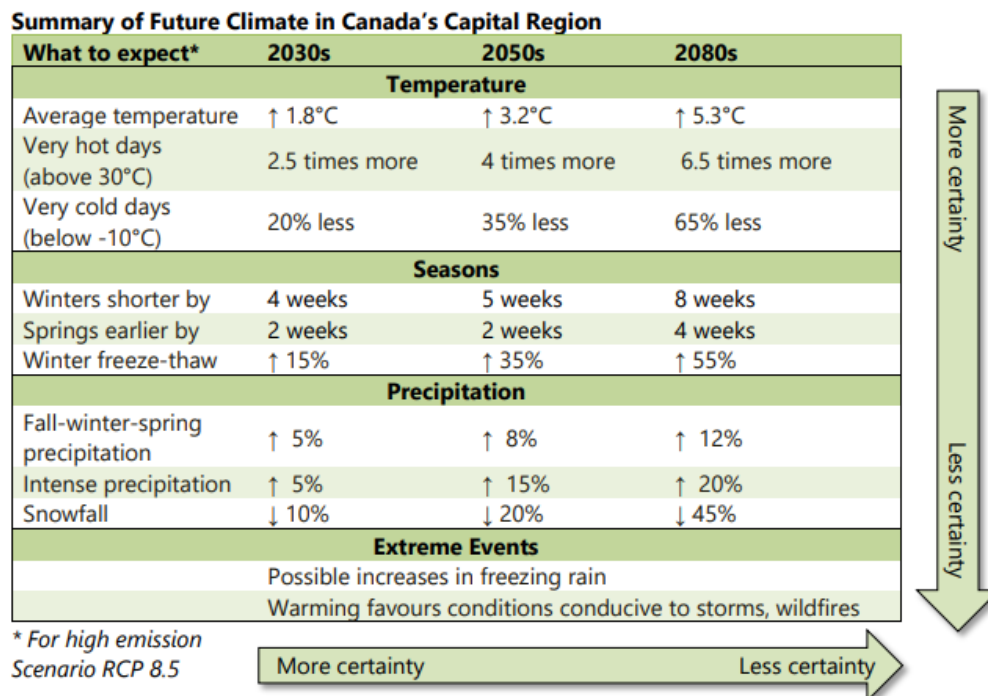 Summary of Future Climate in Canada's Capital Region
What to expect* 2030s 2050s 2080s
Temperature
Average temperature ↑ 1.8°C ↑ 3.2°C ↑ 5.3°C
Very hot days
(above 30°C) 2.5 times more 4 times more 6.5 times more
Very cold days
(below -10°C) 20% less 35% less 65% less
Seasons
Winters shorter by 4 weeks 5 weeks 8 weeks
Springs earlier by 2 weeks 2 weeks 4 weeks
Winter freeze-thaw ↑ 15% ↑ 35% ↑ 55%
Precipitation
Fall-winter-spring
precipitation ↑ 5% ↑ 8% ↑ 12%
Intense precipitation ↑ 5% ↑ 15% ↑ 20%
Snowfall ↓ 10% ↓ 20% ↓ 45%
Extreme Events
Possible increases in freezing rain
Warming favours conditions conducive to storms, wildfires
More certainty
Less certainty
* For high emission
Scenario RCP 8.5
More certainty Less certainty